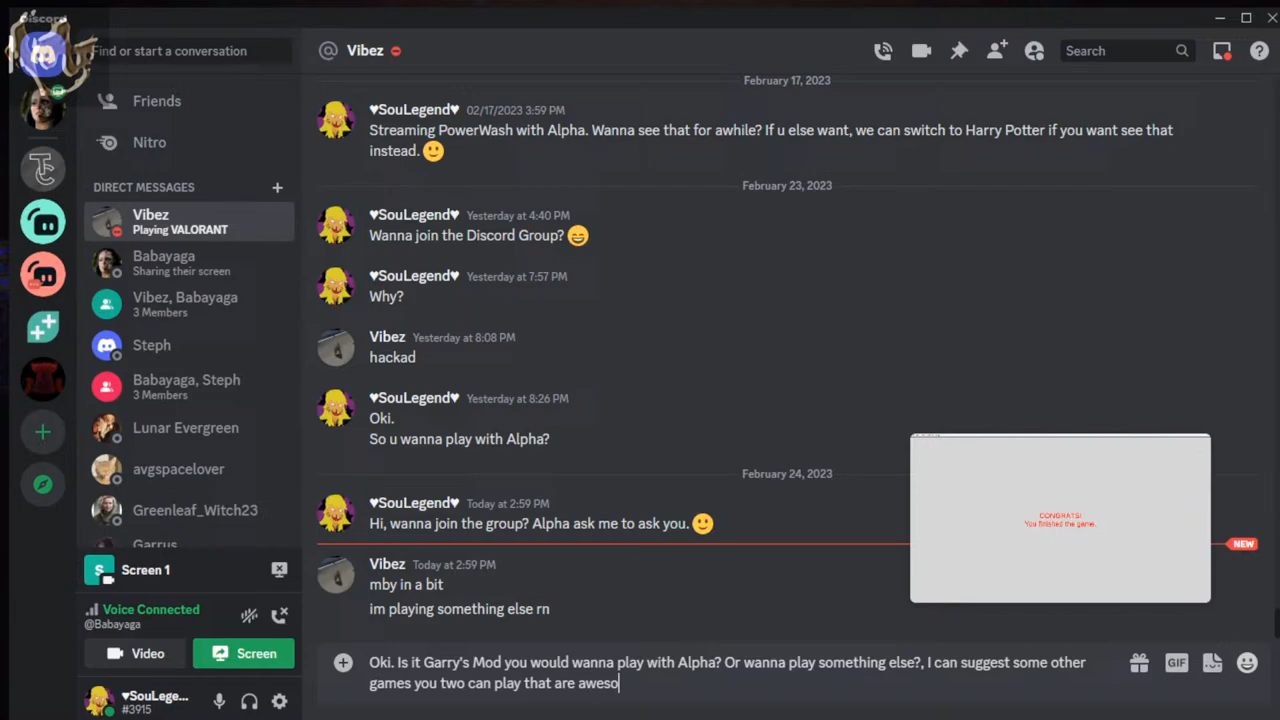 Discord
Find or start a conversation
Vibez
Search
Friends
Nitro
DIRECT MESSAGES
Vibez
Playing VALORANT
Babayaga
Sharing their screen
Vibez, Babayaga
3 Members
Steph
Babayaga, Steph
3 Members
Lunar Evergreen
avgspacelover
Greenleaf_Witch23
Garrus
Screen 1
Voice Connected
@Babayaga
Video
Screen
♥SouLege...
#3915
February 17, 2023
♥SouLegend♥ 02/17/2023 3:59 PM
Streaming PowerWash with Alpha. Wanna see that for awhile? If u else want, we can switch to Harry Potter if you want see that
instead. 🙂
February 23, 2023
♥SouLegend♥ Yesterday at 4:40 PM
Wanna join the Discord Group? 😄
♥SouLegend♥ Yesterday at 7:57 PM
Why?
Vibez Yesterday at 8:08 PM
hackad
♥SouLegend♥ Yesterday at 8:26 PM
Oki.
So u wanna play with Alpha?
February 24, 2023
♥SouLegend♥ Today at 2:59 PM
Hi, wanna join the group? Alpha ask me to ask you. 🙂
NEW
Vibez Today at 2:59 PM
mby in a bit
im playing something else rn
CONGRATS!
You finished the game.
Oki. Is it Garry's Mod you would wanna play with Alpha? Or wanna play something else?, I can suggest some other
games you two can play that are aweso
GIF